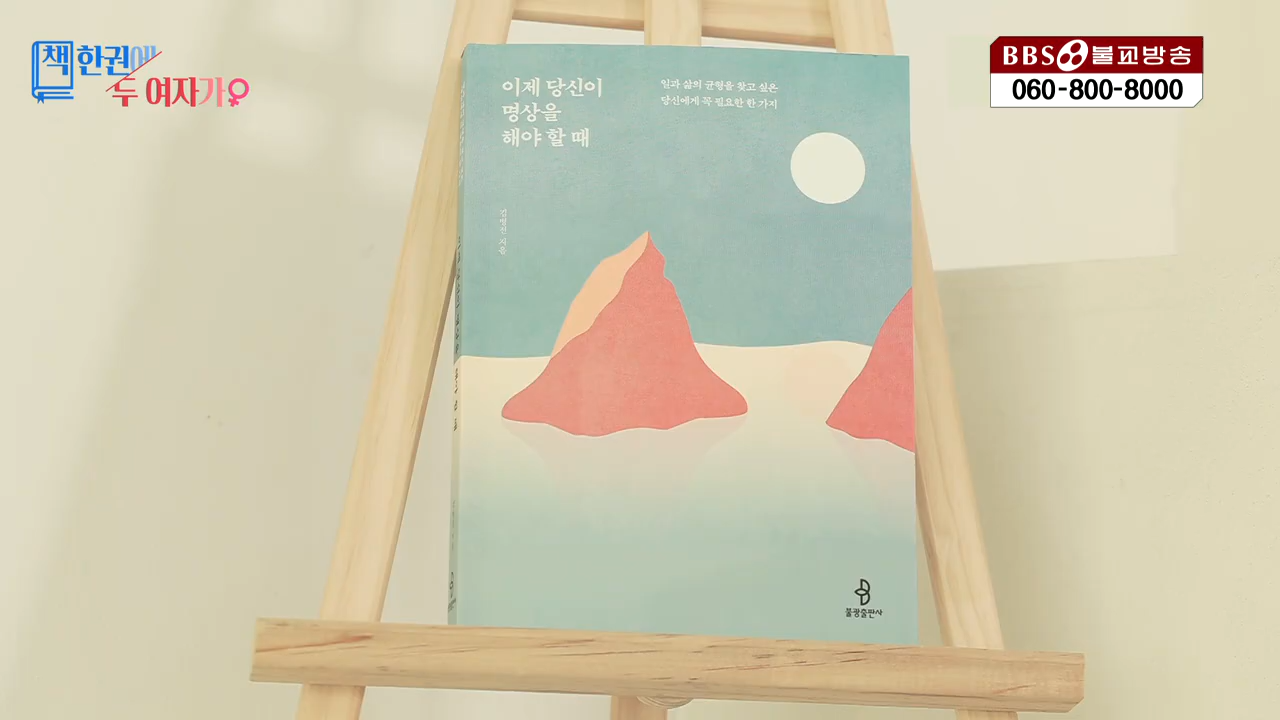 책 한권에
두 여자가
BBS 불교방송
060-800-8000
이제 당신이
명상을
해야 할 때
일과 삶의 균형을 찾고 싶은
당신에게 꼭 필요한 한 가지
지음
불광출판사